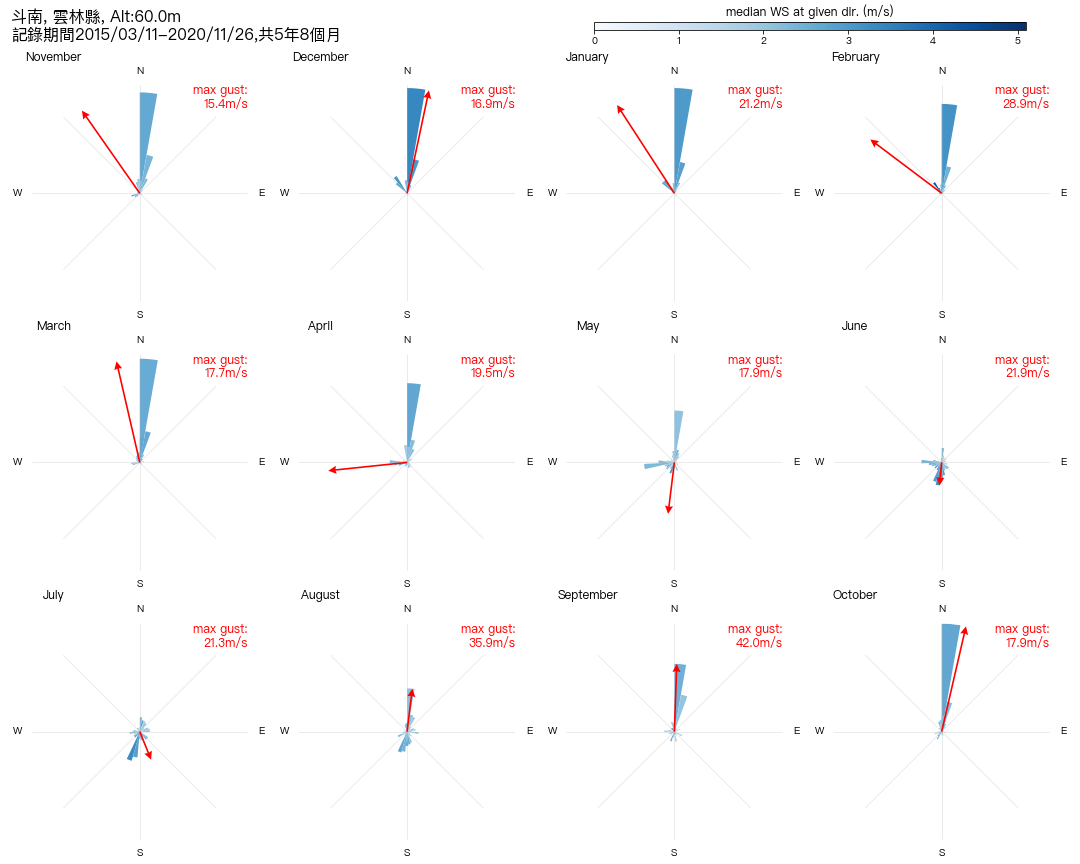 斗南, 雲林縣, Alt:60.0m
記錄期間2015/03/11–2020/11/26,共5年8個月
median WS at given dir. (m/s)
0 1 2 3 4 5
November
N
max gust:
15.4m/s
W
E
S
December
N
max gust:
16.9m/s
W
E
S
January
N
max gust:
21.2m/s
W
E
S
February
N
max gust:
28.9m/s
W
E
S
March
N
max gust:
17.7m/s
W
E
S
April
N
max gust:
19.5m/s
W
E
S
May
N
max gust:
17.9m/s
W
E
S
June
N
max gust:
21.9m/s
W
E
S
July
N
max gust:
21.3m/s
W
E
S
August
N
max gust:
35.9m/s
W
E
S
September
N
max gust:
42.0m/s
W
E
S
October
N
max gust:
17.9m/s
W
E
S